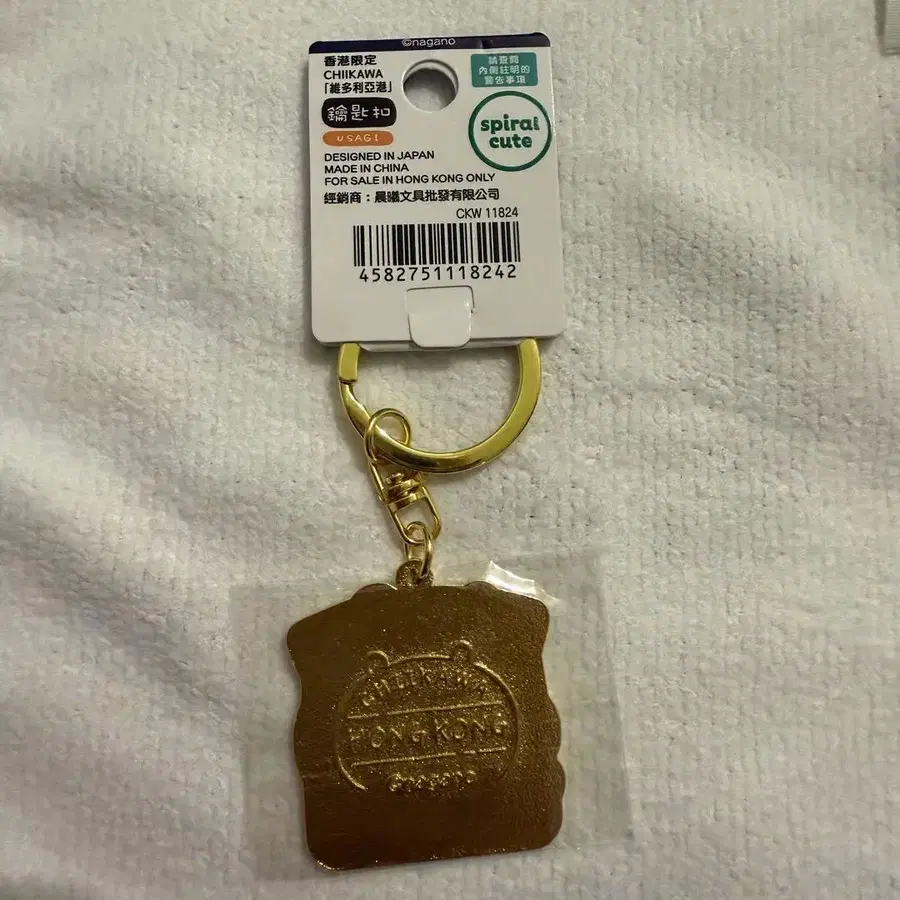 ©nagano
香港限定
CHIIKAWA
「維多利亞港」
鑰匙扣
USAGI
請查閱
內側註明的
警告事項
spiral
cute
DESIGNED IN JAPAN
MADE IN CHINA
FOR SALE IN HONG KONG ONLY
經銷商：晨曦文具批發有限公司
CKW 11824
4582751118242
CHIIKAWA
HONG KONG
©nagano